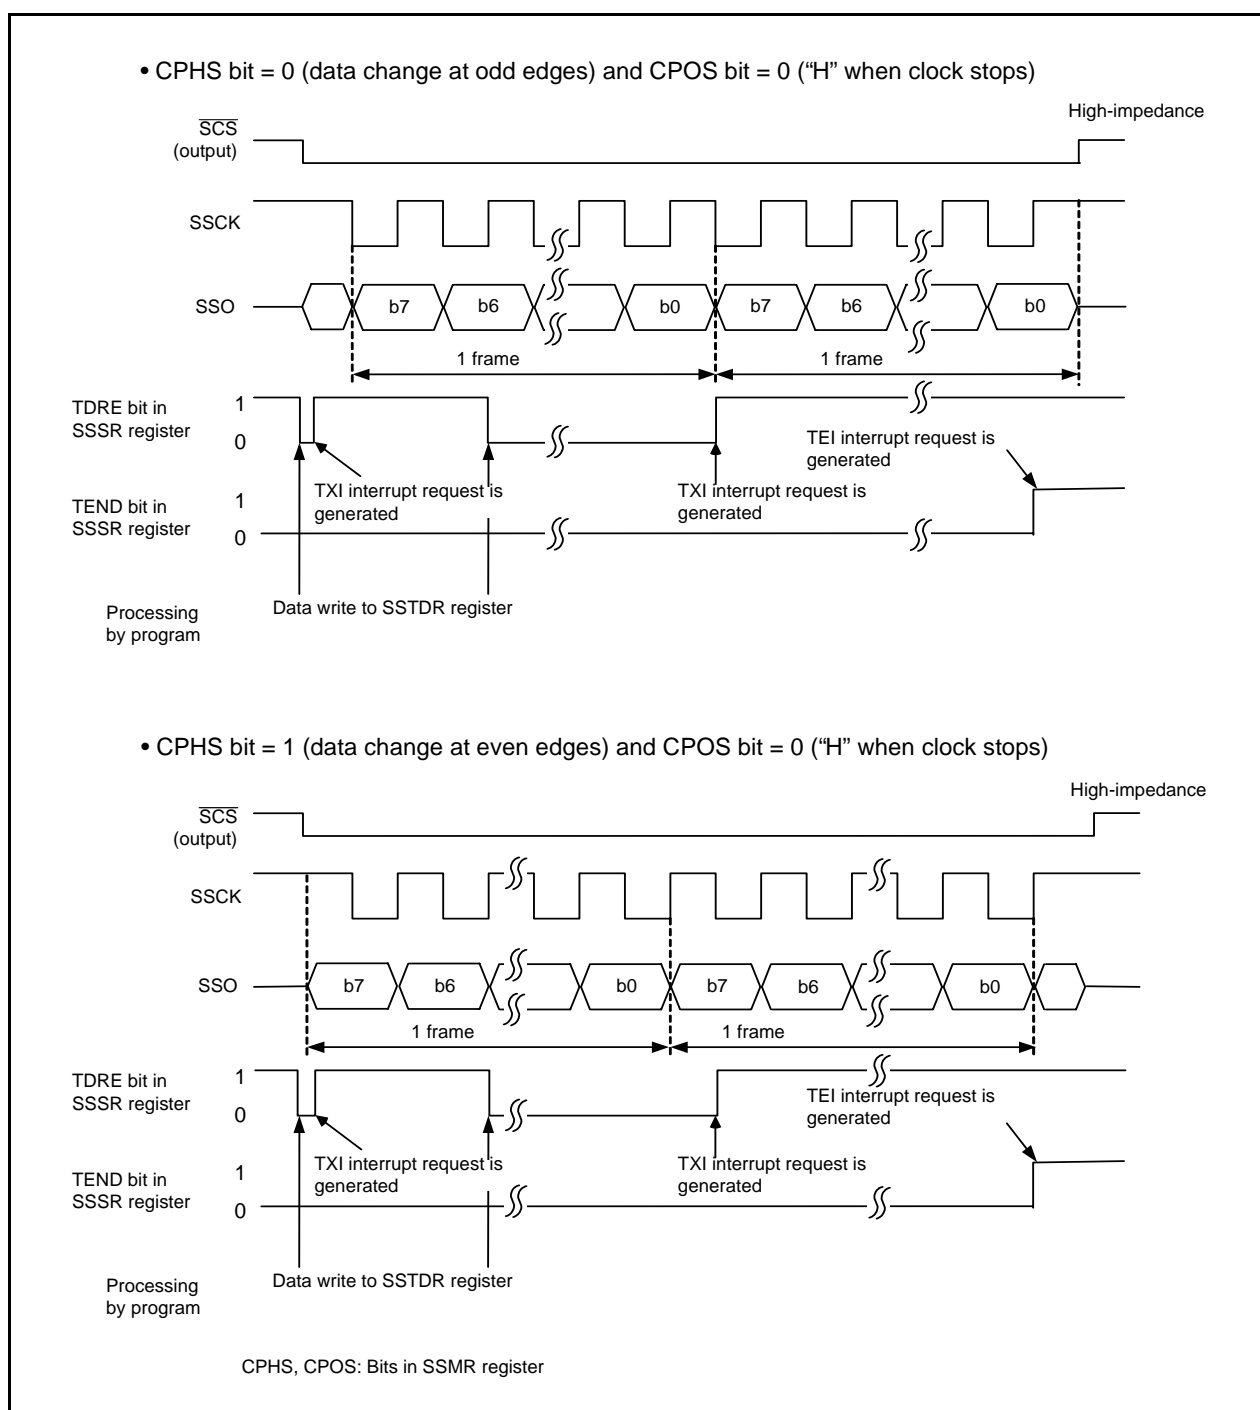 • CPHS bit = 0 (data change at odd edges) and CPOS bit = 0 (“H” when clock stops)
High-impedance
SCS
(output)
SSCK
SSO
b7 b6 b0 b7 b6 b0
1 frame 1 frame
TDRE bit in
SSSR register
1
0
TEI interrupt request is
generated
TXI interrupt request is
generated
TXI interrupt request is
generated
TEND bit in
SSSR register
1
0
Processing
by program
Data write to SSTDR register
• CPHS bit = 1 (data change at even edges) and CPOS bit = 0 (“H” when clock stops)
High-impedance
SCS
(output)
SSCK
SSO
b7 b6 b0 b7 b6 b0
1 frame 1 frame
TDRE bit in
SSSR register
1
0
TEI interrupt request is
generated
TXI interrupt request is
generated
TXI interrupt request is
generated
TEND bit in
SSSR register
1
0
Processing
by program
Data write to SSTDR register
CPHS, CPOS: Bits in SSMR register